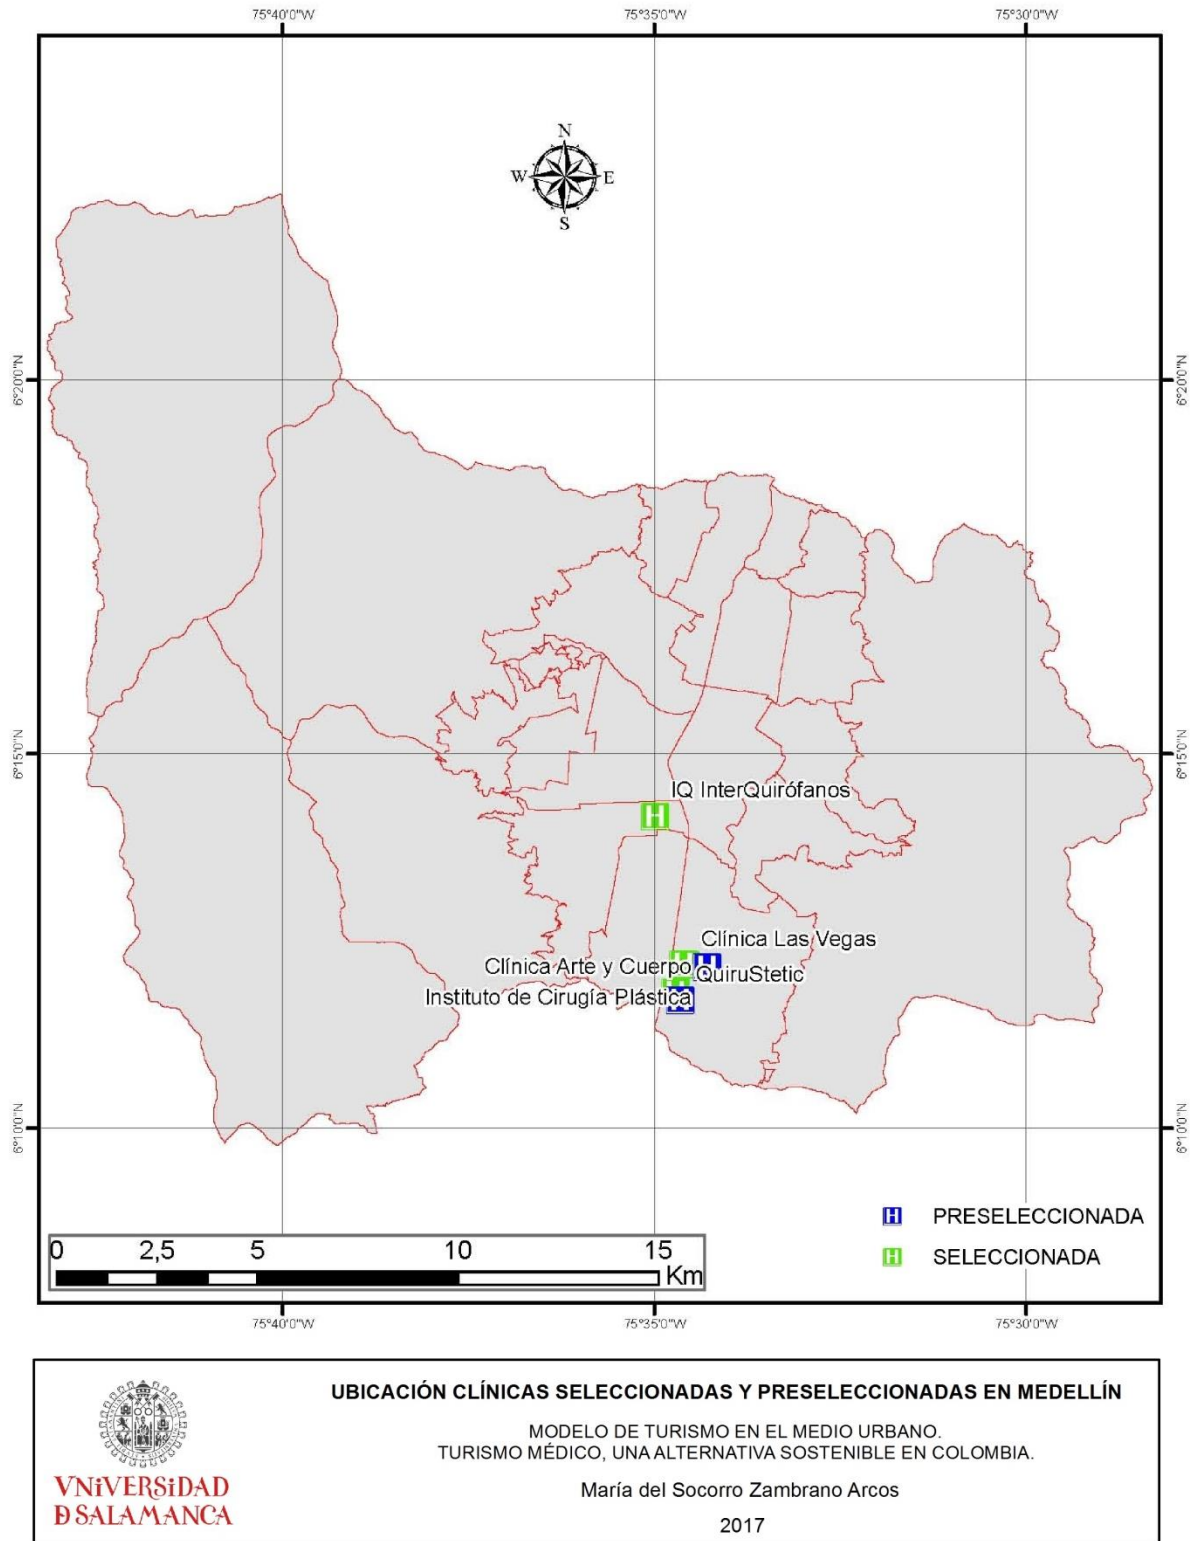 75°40'0"W 75°35'0"W 75°30'0"W
N
W E
S
6°20'0"N 6°20'0"N
6°15'0"N 6°15'0"N
IQ InterQuirófanos
H
Clínica Las Vegas
H H
Clínica Arte y Cuerpo QuiruStetic
Instituto de Cirugía Plástica
H
6°10'0"N 6°10'0"N
H PRESELECCIONADA
H SELECCIONADA
0 2,5 5 10 15
Km
75°40'0"W 75°35'0"W 75°30'0"W
UBICACIÓN CLÍNICAS SELECCIONADAS Y PRESELECCIONADAS EN MEDELLÍN
MODELO DE TURISMO EN EL MEDIO URBANO.
TURISMO MÉDICO, UNA ALTERNATIVA SOSTENIBLE EN COLOMBIA.
María del Socorro Zambrano Arcos
2017
VNiVERSiDAD
D SALAMANCA